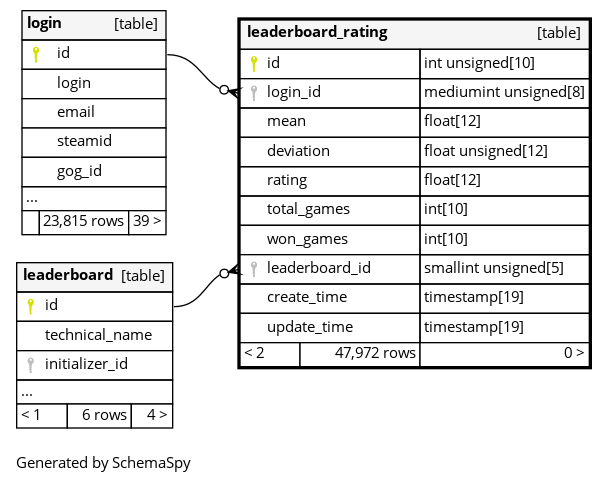 login [table]
id
login
email
steamid
gog_id
...
23,815 rows 39 >
leaderboard [table]
id
technical_name
initializer_id
...
< 1 6 rows 4 >
leaderboard_rating [table]
id int unsigned[10]
login_id mediumint unsigned[8]
mean float[12]
deviation float unsigned[12]
rating float[12]
total_games int[10]
won_games int[10]
leaderboard_id smallint unsigned[5]
create_time timestamp[19]
update_time timestamp[19]
< 2 47,972 rows 0 >
Generated by SchemaSpy